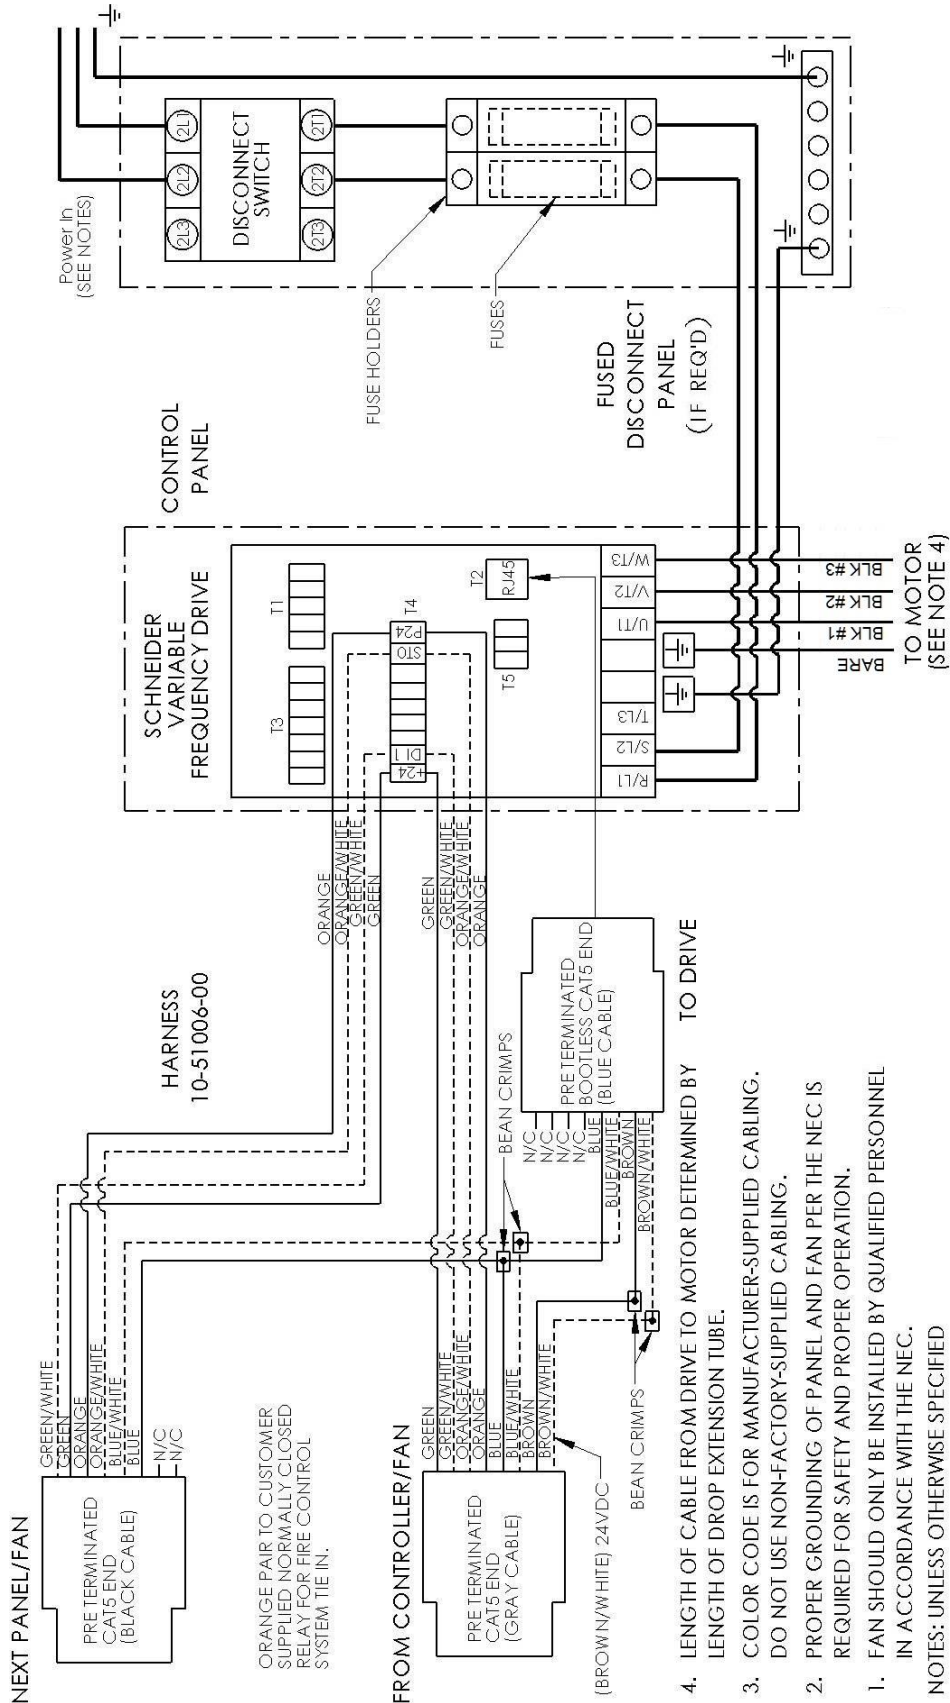 NEXT PANEL/FAN
PRE TERMINATED
CAT5 END
(BLACK CABLE)
GREEN/WHITE
GREEN
ORANGE
ORANGE/WHITE
BLUE/WHITE
BLUE
N/C
N/C
ORANGE PAIR TO CUSTOMER
SUPPLIED NORMALLY CLOSED
RELAY FOR FIRE CONTROL
SYSTEM TIE IN.
FROM CONTROLLER/FAN
PRE TERMINATED
CAT5 END
(GRAY CABLE)
GREEN
GREEN/WHITE
ORANGE/WHITE
ORANGE
BLUE
BLUE/WHITE
BROWN
BROWN/WHITE
(BROWN/WHITE) 24VDC
BEAN CRIMPS
HARNESS
10-51006-00
BEAN CRIMPS
N/C
N/C
N/C
N/C
BLUE
BLUE/WHITE
BROWN
BROWN/WHITE
PRE TERMINATED
BOOTLESS CAT5 END
(BLUE CABLE)
TO DRIVE
ORANGE
ORANGE/WHITE
GREEN/WHITE
GREEN
GREEN
GREEN/WHITE
ORANGE/WHITE
ORANGE
SCHNEIDER
VARIABLE
FREQUENCY DRIVE
CONTROL
PANEL
T3
T1
T4
+24
DI 1
STO
P24
T5
T2
RJ45
R/L1
S/L2
T/L3
U/T1
V/T2
W/T3
BARE
BLK #1
BLK #2
BLK #3
TO MOTOR
(SEE NOTE 4)
Power In
(SEE NOTES)
2L3
2L2
2L1
DISCONNECT
SWITCH
2T3
2T2
2T1
FUSE HOLDERS
FUSES
FUSED
DISCONNECT
PANEL
(IF REQ'D)
4. LENGTH OF CABLE FROM DRIVE TO MOTOR DETERMINED BY
LENGTH OF DROP EXTENSION TUBE.
3. COLOR CODE IS FOR MANUFACTURER-SUPPLIED CABLING.
DO NOT USE NON-FACTORY-SUPPLIED CABLING.
2. PROPER GROUNDING OF PANEL AND FAN PER THE NEC IS
REQUIRED FOR SAFETY AND PROPER OPERATION.
1. FAN SHOULD ONLY BE INSTALLED BY QUALIFIED PERSONNEL
IN ACCORDANCE WITH THE NEC.
NOTES: UNLESS OTHERWISE SPECIFIED